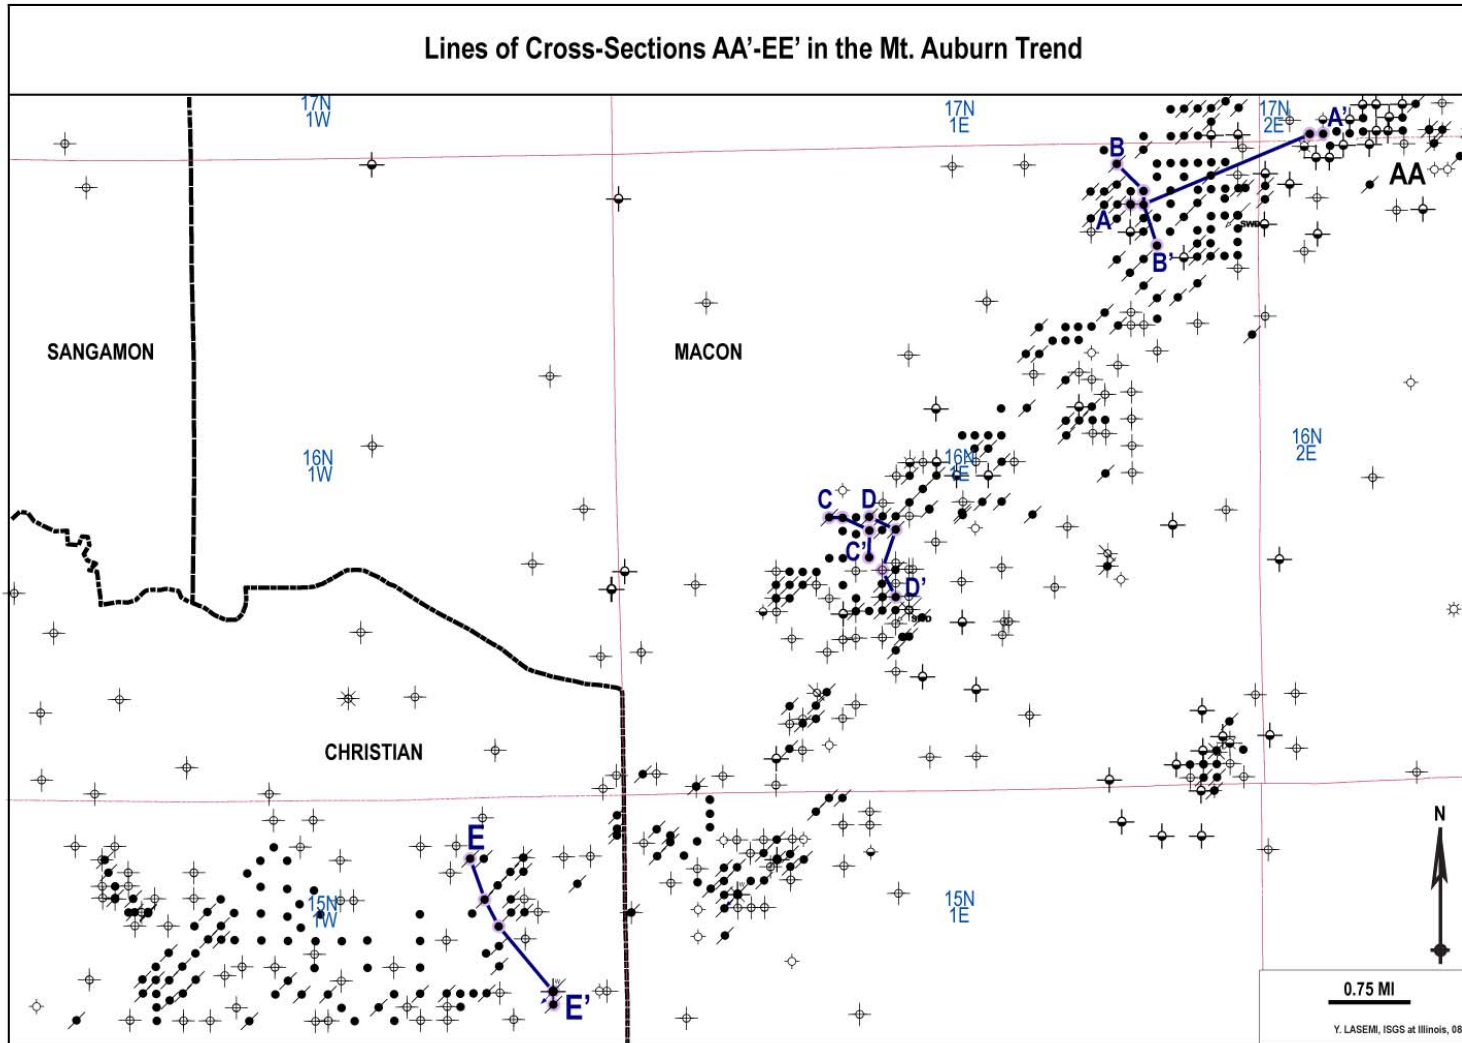 Lines of Cross-Sections AA'-EE' in the Mt. Auburn Trend
17N
1W
17N
1E
17N
2E
A'
B
AA
A
SWD
B'
SANGAMON
MACON
16N
1W
16N
1E
16N
2E
C
D
C'
D'
CHRISTIAN
E
15N
1W
15N
1E
E'
N
0.75 MI
Y. LASEMI, ISGS at Illinois, 08